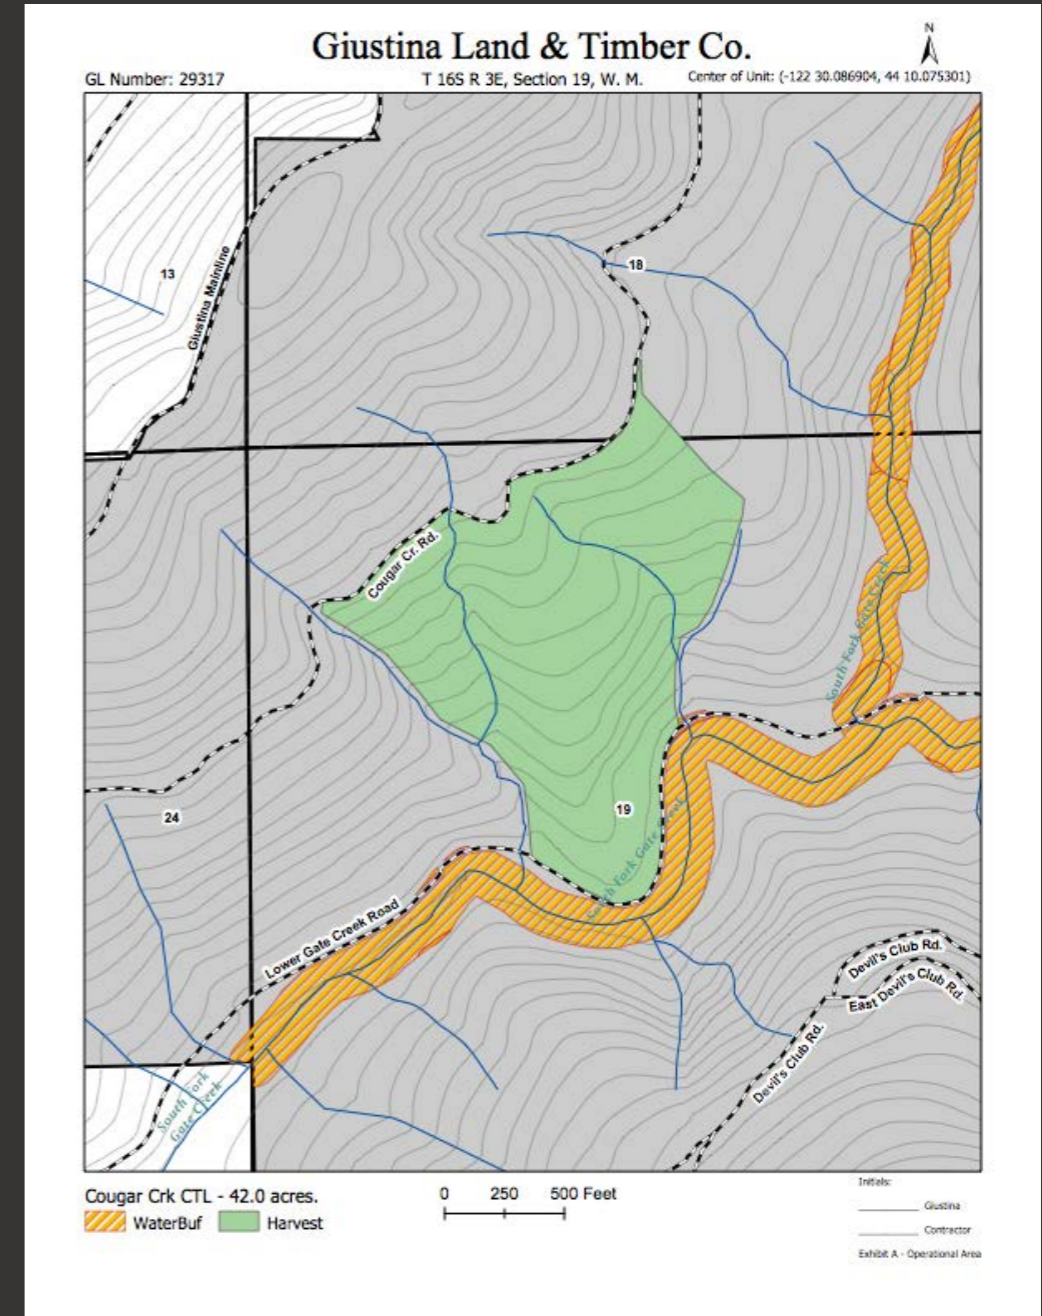 Giustina Land & Timber Co.
N
GL Number: 29317
T 16S R 3E, Section 19, W. M.
Center of Unit: (-122 30.086904, 44 10.075301)
13
Giustina Mainline
18
Cougar Cr. Rd.
South Fork Gate Creek
24
19
South Fork Gate Creek
Lower Gate Creek Road
Devil's Club Rd.
East Devil's Club Rd.
Devil's Club Rd.
South Fork
Gate Creek
Cougar Crk CTL - 42.0 acres.
WaterBuf
Harvest
0 250 500 Feet
Initials:
Giustina
Contractor
Exhibit A - Operational Area